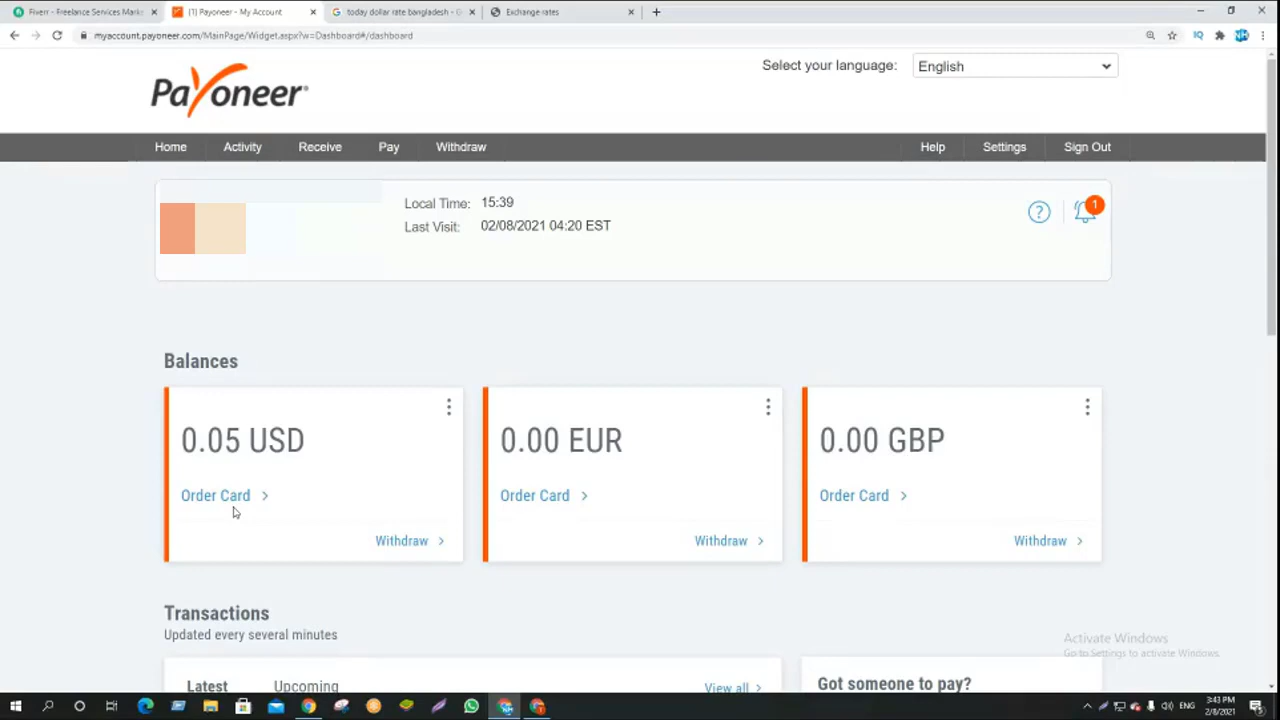 Fiverr - Freelance Services Marke
(1) Payoneer - My Account
today dollar rate bangladesh - G
Exchange rates
myaccount.payoneer.com/MainPage/Widget.aspx?w=Dashboard#/dashboard
Payoneer
Select your language: English
Home Activity Receive Pay Withdraw Help Settings Sign Out
Local Time: 15:39
Last Visit: 02/08/2021 04:20 EST
? 1
Balances
0.05 USD 0.00 EUR 0.00 GBP
Order Card > Order Card > Order Card >
Withdraw > Withdraw > Withdraw >
Transactions
Updated every several minutes
Activate Windows
Go to Settings to activate Windows.
Latest Upcoming View all >
Got someone to pay?
ENG
3:43 PM
2/8/2021